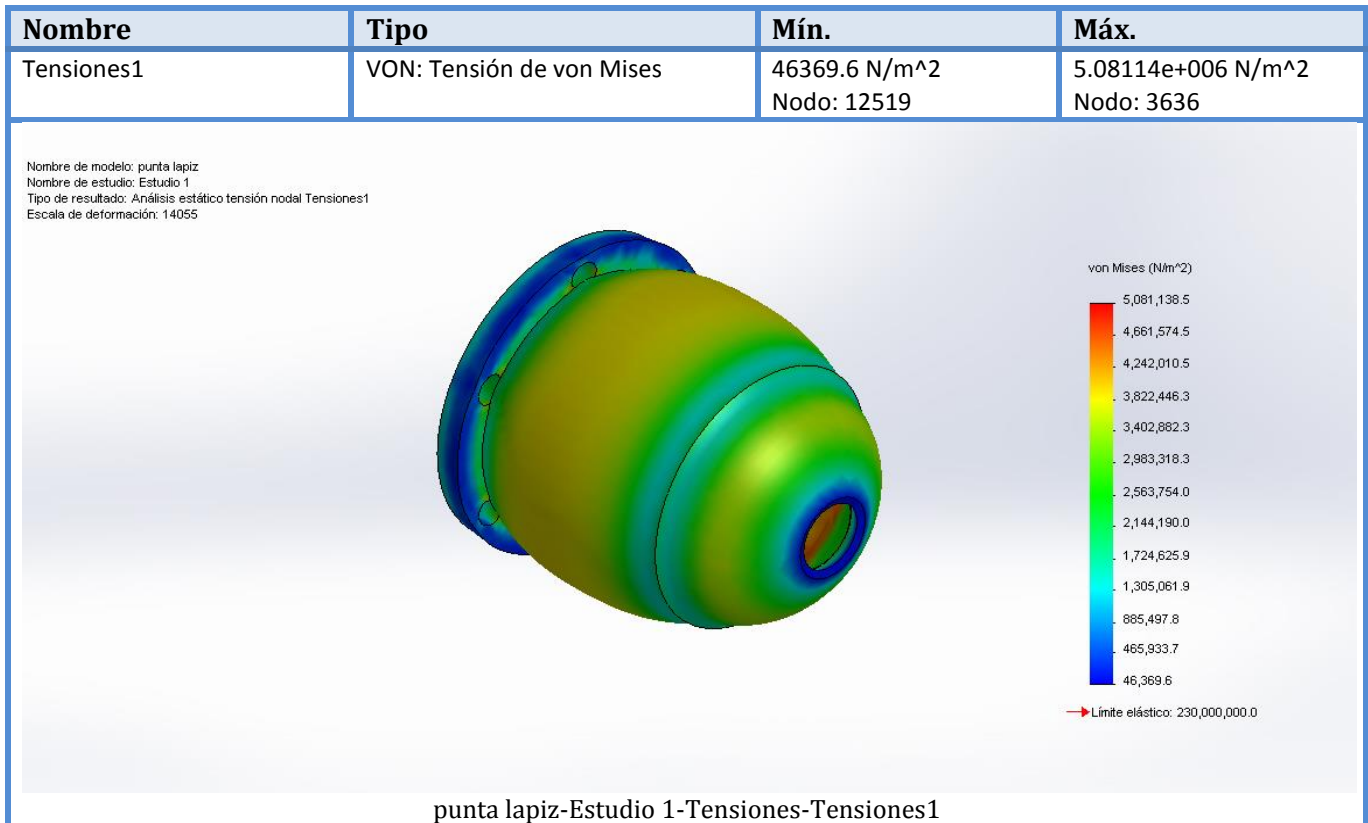 Nombre Tipo Mín. Máx.
Tensiones1 VON: Tensión de von Mises 46369.6 N/m^2 5.08114e+006 N/m^2
Nodo: 12519 Nodo: 3636
Nombre de modelo: punta lapiz
Nombre de estudio: Estudio 1
Tipo de resultado: Análisis estático tensión nodal Tensiones1
Escala de deformación: 14055
von Mises (N/m^2)
5,081,138.5
4,661,574.5
4,242,010.5
3,822,446.3
3,402,882.3
2,983,318.3
2,563,754.0
2,144,190.0
1,724,625.9
1,305,061.9
885,497.8
465,933.7
46,369.6
Límite elástico: 230,000,000.0
punta lapiz-Estudio 1-Tensiones-Tensiones1